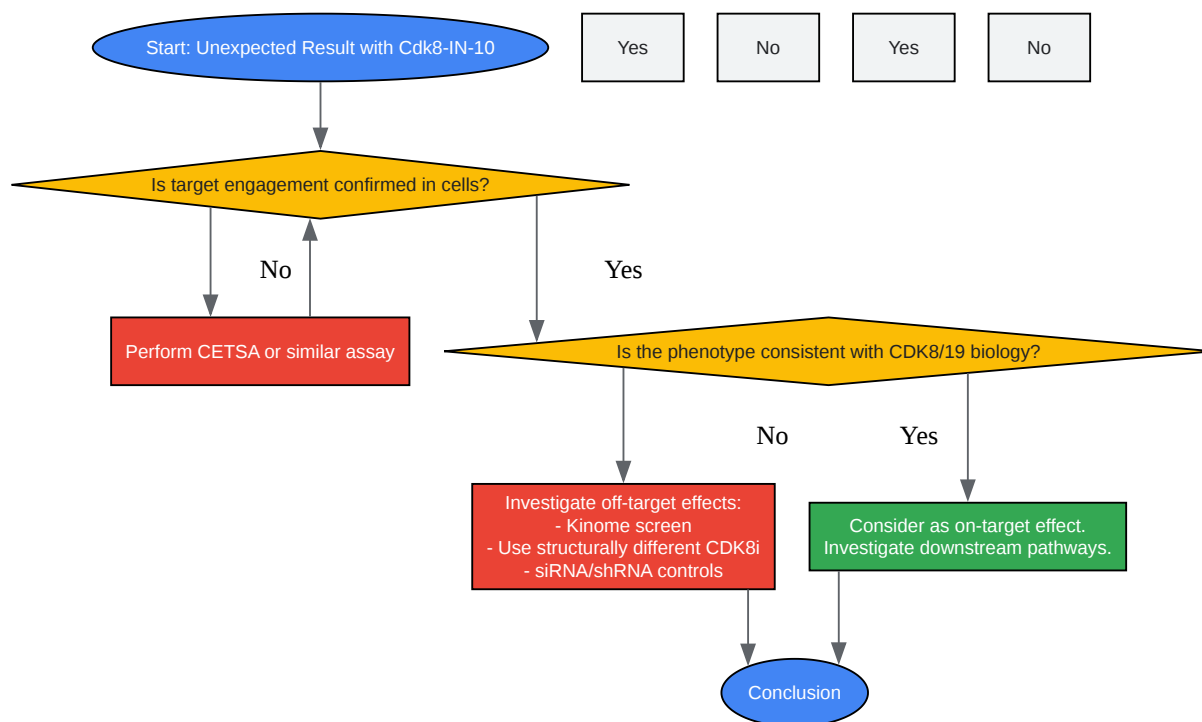 Start: Unexpected Result with Cdk8-IN-10
Yes
No
Yes
No
Is target engagement confirmed in cells?
No
Yes
Perform CETSA or similar assay
Is the phenotype consistent with CDK8/19 biology?
No
Yes
Investigate off-target effects:
- Kinome screen
- Use structurally different CDK8i
- siRNA/shRNA controls
Consider as on-target effect.
Investigate downstream pathways.
Conclusion